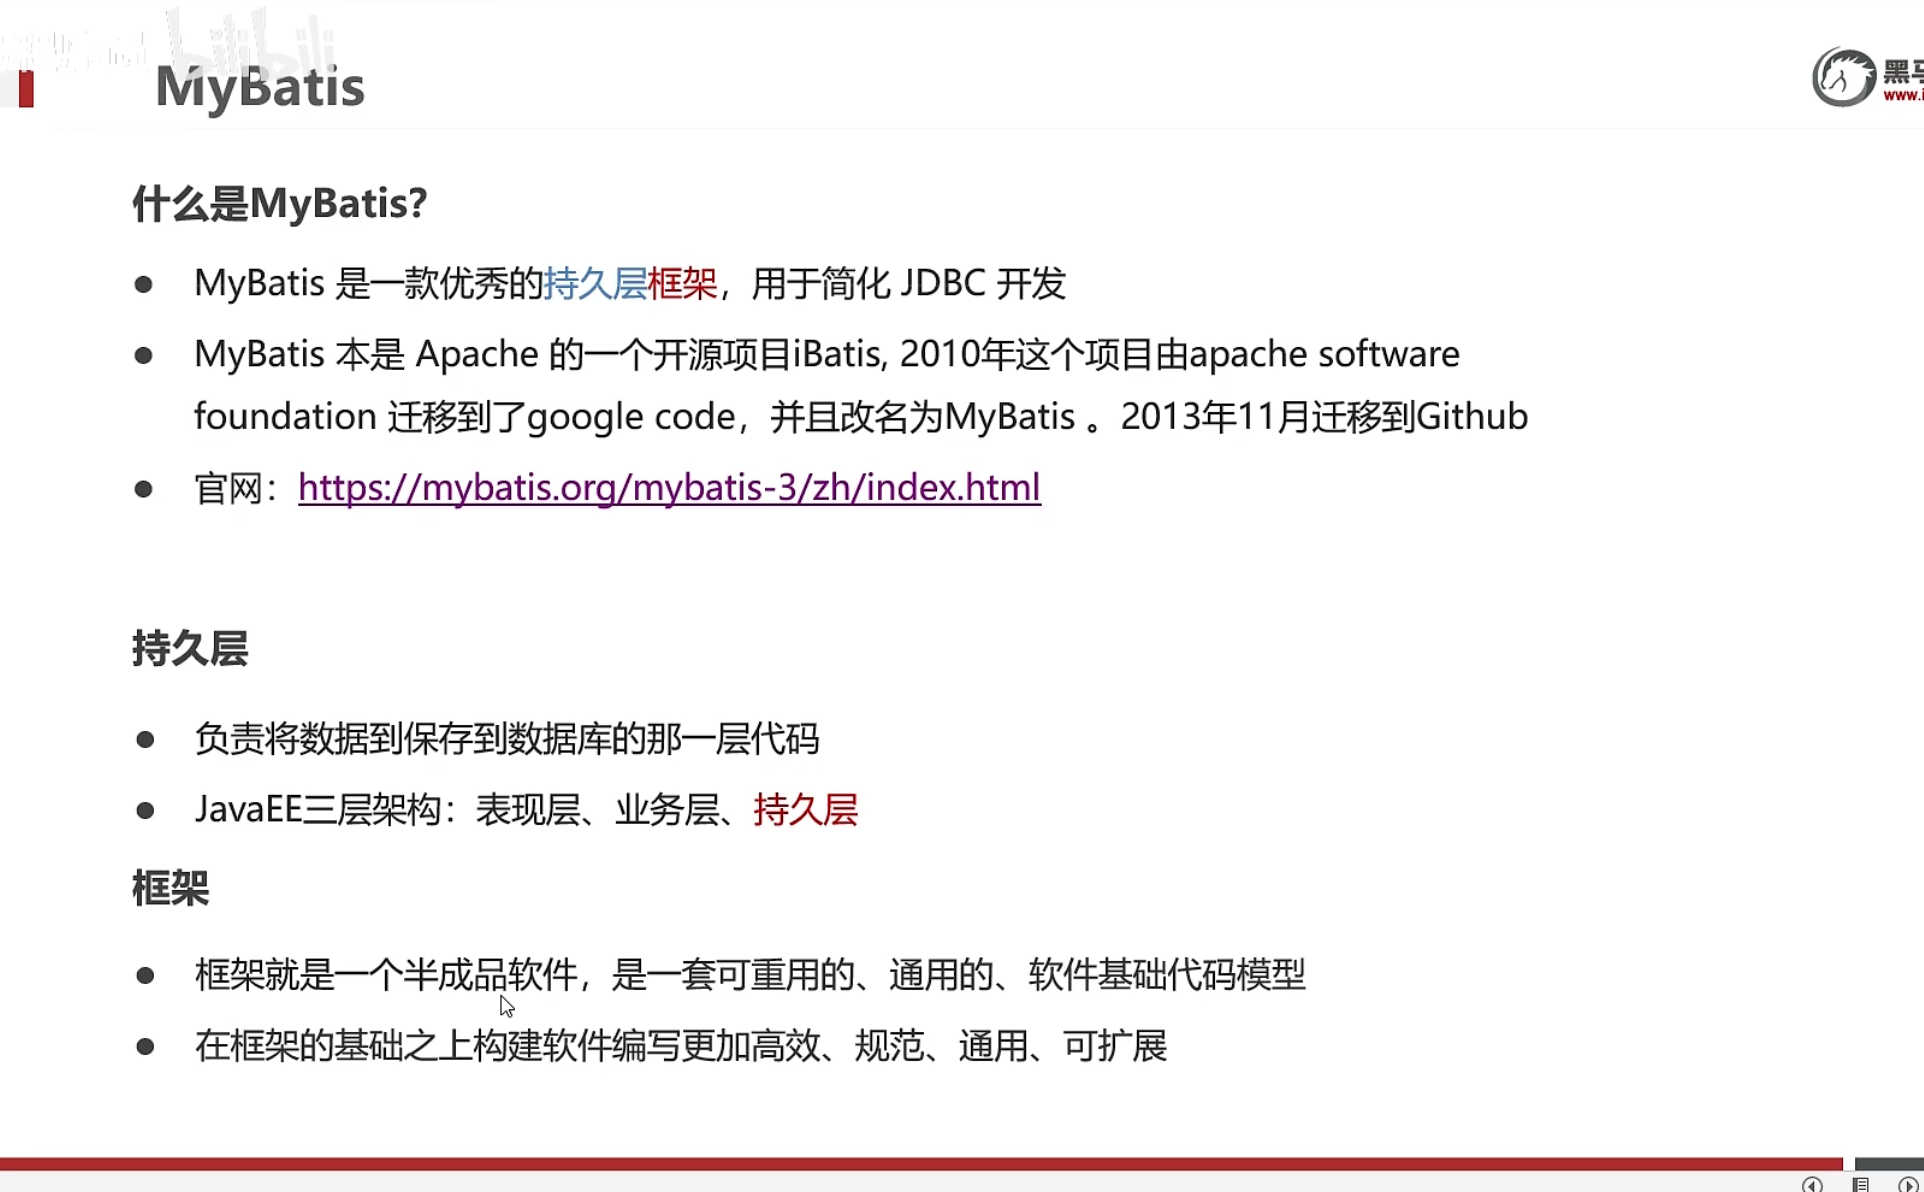 bilibili
MyBatis
黑马
www.i
什么是MyBatis?
MyBatis 是一款优秀的持久层框架，用于简化 JDBC 开发
MyBatis 本是 Apache 的一个开源项目iBatis, 2010年这个项目由apache software
foundation 迁移到了google code，并且改名为MyBatis 。2013年11月迁移到Github
官网：https://mybatis.org/mybatis-3/zh/index.html
持久层
负责将数据到保存到数据库的那一层代码
JavaEE三层架构：表现层、业务层、持久层
框架
框架就是一个半成品软件，是一套可重用的、通用的、软件基础代码模型
在框架的基础之上构建软件编写更加高效、规范、通用、可扩展